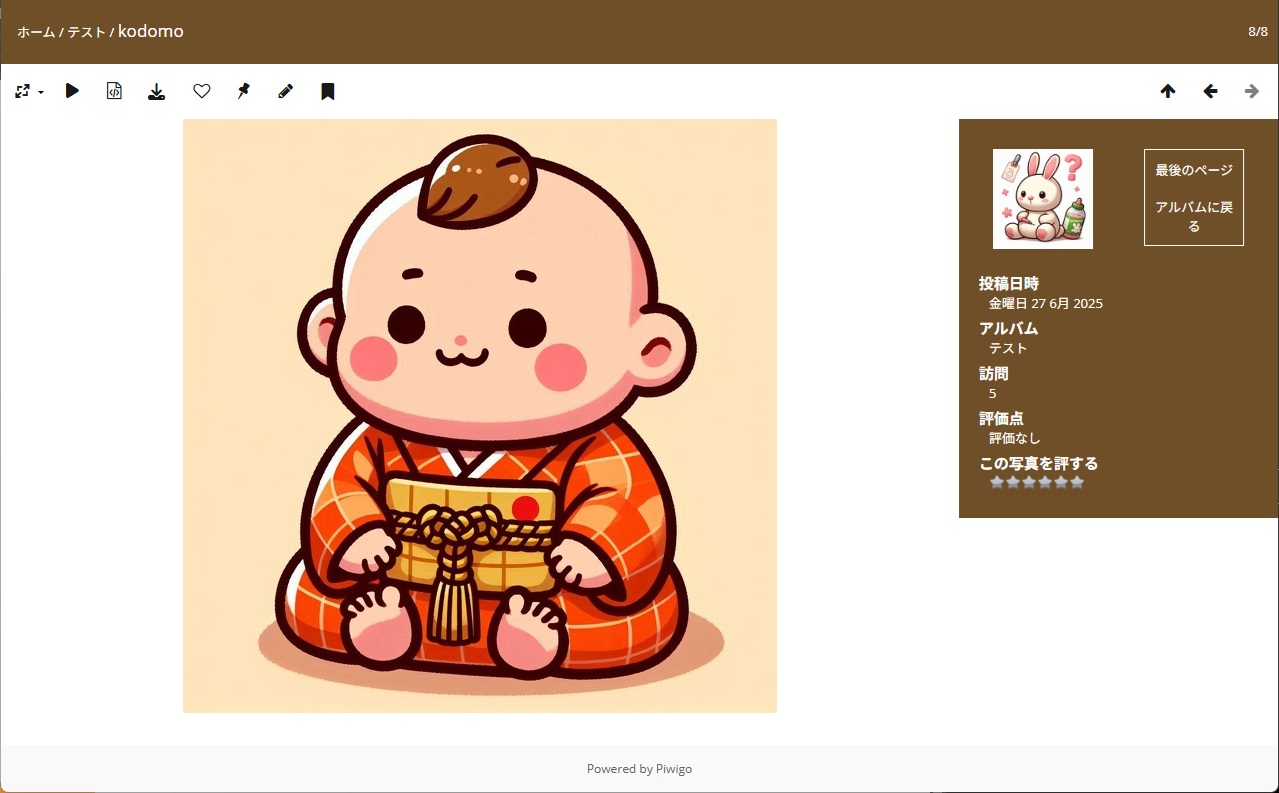 ホーム / テスト / kodomo
8/8
最後のページ
アルバムに戻
る
投稿日時
金曜日 27 6月 2025
アルバム
テスト
訪問
5
評価点
評価なし
この写真を評する
Powered by Piwigo